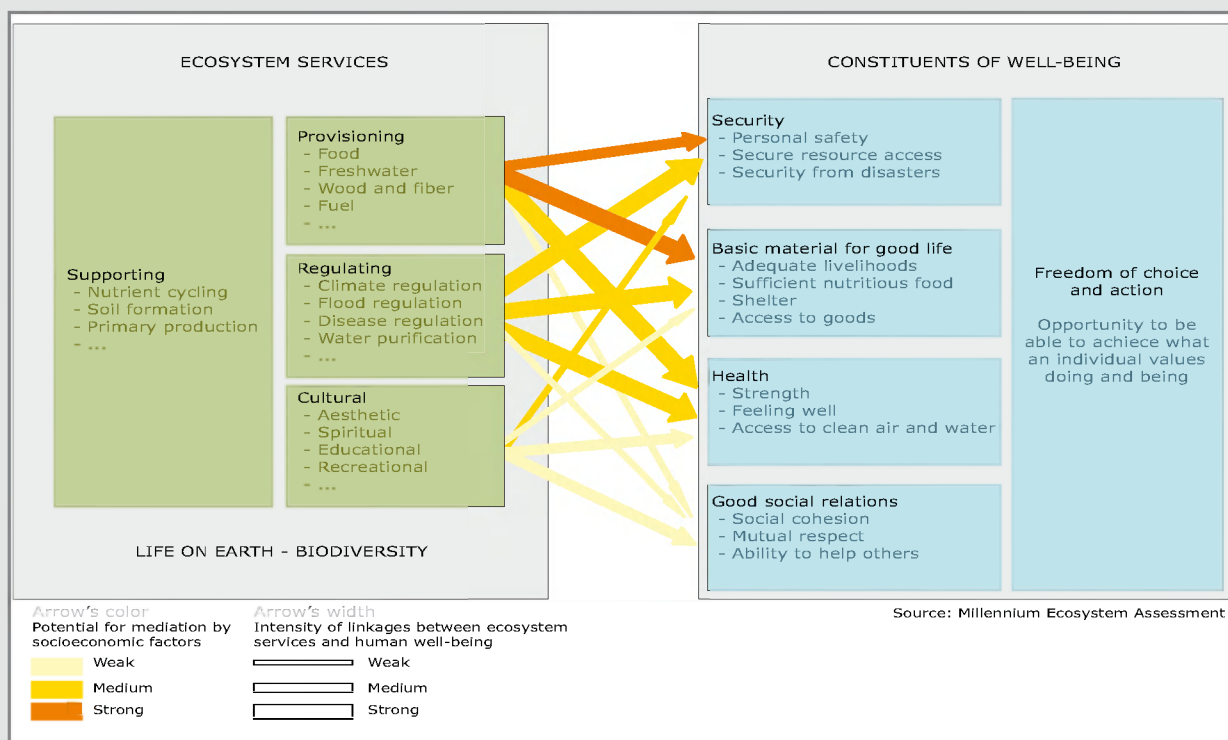 ECOSYSTEM SERVICES
Supporting
- Nutrient cycling
- Soil formation
- Primary production
- ...
Provisioning
- Food
- Freshwater
- Wood and fiber
- Fuel
- ...
Regulating
- Climate regulation
- Flood regulation
- Disease regulation
- Water purification
- ...
Cultural
- Aesthetic
- Spiritual
- Educational
- Recreational
- ...
LIFE ON EARTH - BIODIVERSITY
CONSTITUENTS OF WELL-BEING
Security
- Personal safety
- Secure resource access
- Security from disasters
Basic material for good life
- Adequate livelihoods
- Sufficient nutritious food
- Shelter
- Access to goods
Health
- Strength
- Feeling well
- Access to clean air and water
Good social relations
- Social cohesion
- Mutual respect
- Ability to help others
Freedom of choice
and action
Opportunity to be
able to achiece what
an individual values
doing and being
Arrow's color
Potential for mediation by
socioeconomic factors
Weak
Medium
Strong
Arrow's width
Intensity of linkages between ecosystem
services and human well-being
Weak
Medium
Strong
Source: Millennium Ecosystem Assessment